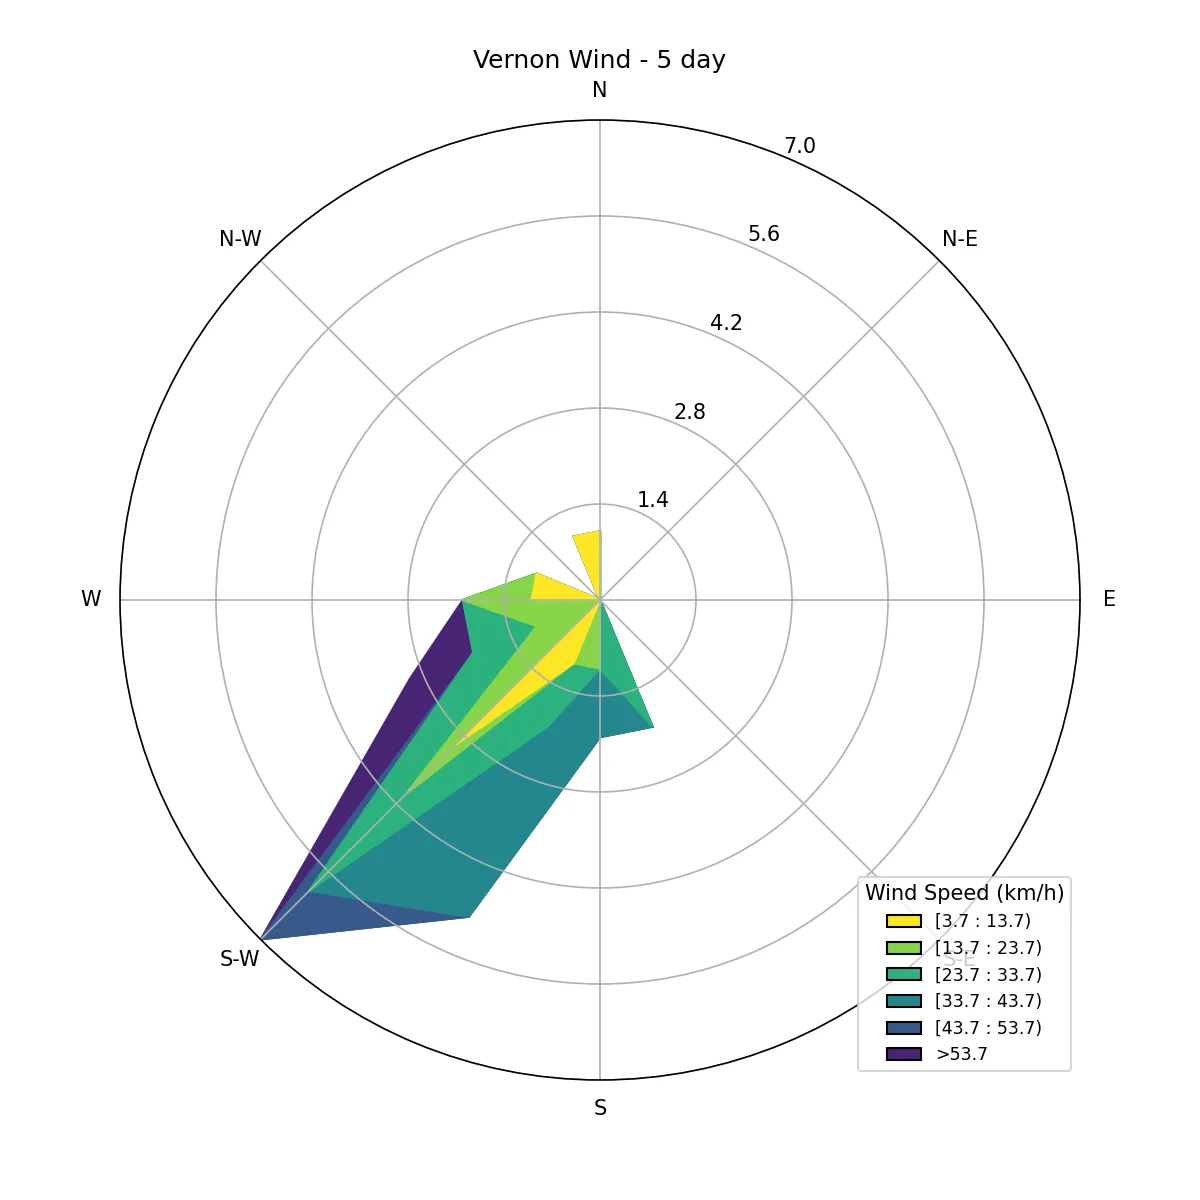 Vernon Wind - 5 day
N
7.0
N-W
5.6
N-E
4.2
2.8
1.4
W
E
S-W
Wind Speed (km/h)
[3.7 : 13.7)
[13.7 : 23.7)
S-E
[23.7 : 33.7)
[33.7 : 43.7)
[43.7 : 53.7)
>53.7
S